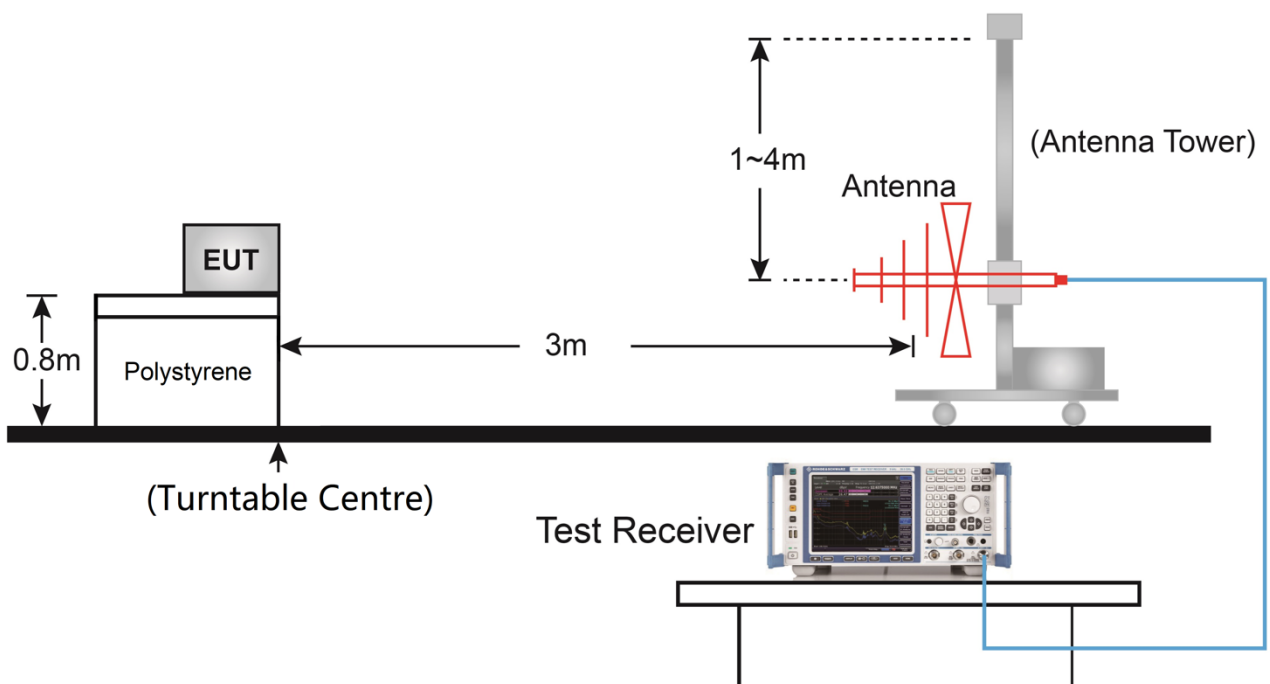 1~4m
(Antenna Tower)
Antenna
EUT
0.8m
Polystyrene
3m
(Turntable Centre)
Test Receiver